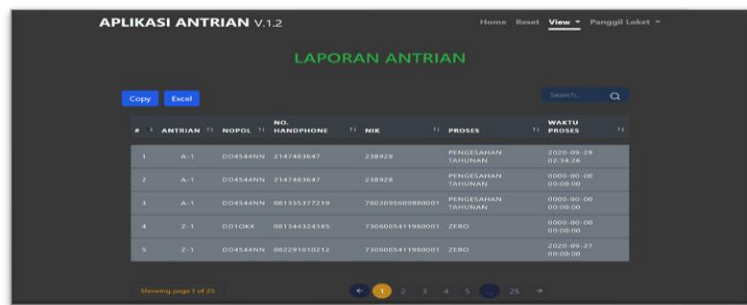 APLIKASI ANTRIAN V.1.2 Home Reset View Panggil Loket
LAPORAN ANTRIAN
Copy Excel Search...
# ANTRIAN NOPOL NO. HANDPHONE NIK PROSES WAKTU PROSES
1 A-1 DD4544NN 2147483647 238928 PENGESAHAN TAHUNAN 2020-09-29 02:34:26
2 A-1 DD4544NN 2147483647 238928 PENGESAHAN TAHUNAN 0000-00-00 00:00:00
3 A-1 DD4544NN 081355377219 7602095609980001 PENGESAHAN TAHUNAN 0000-00-00 00:00:00
4 Z-1 DD1OKK 081344324385 7306065411980001 ZERO 0000-00-00 00:00:00
5 Z-1 DD4544NN 082291610212 7306065411980001 ZERO 2020-09-27 00:00:00
Showing page 1 of 25 1 2 3 4 5 ... 25